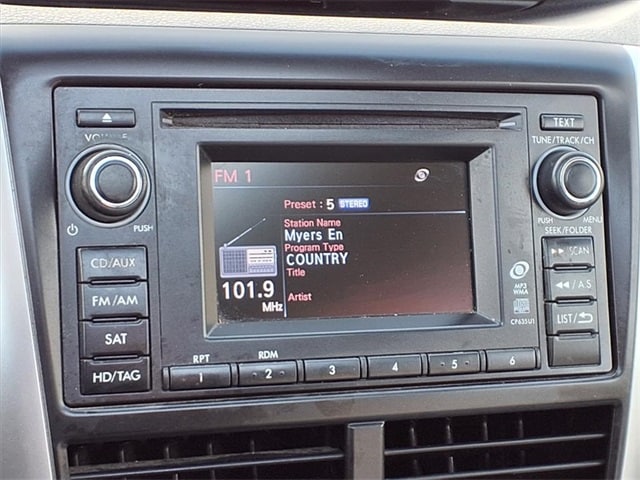 TEXT
VOLUME
TUNE/TRACK/CH
PUSH
PUSH MENU
SEEK/FOLDER
CD/AUX
FM/AM
SAT
HD/TAG
FM 1
Preset : 5 STEREO
Station Name
Myers En
Program Type
COUNTRY
Title
Artist
101.9
MHz
▶▶ SCAN
◀◀ / A.S
LIST/
MP3
WMA
CP635U1
RPT
RDM
1
2
3
4
5
6